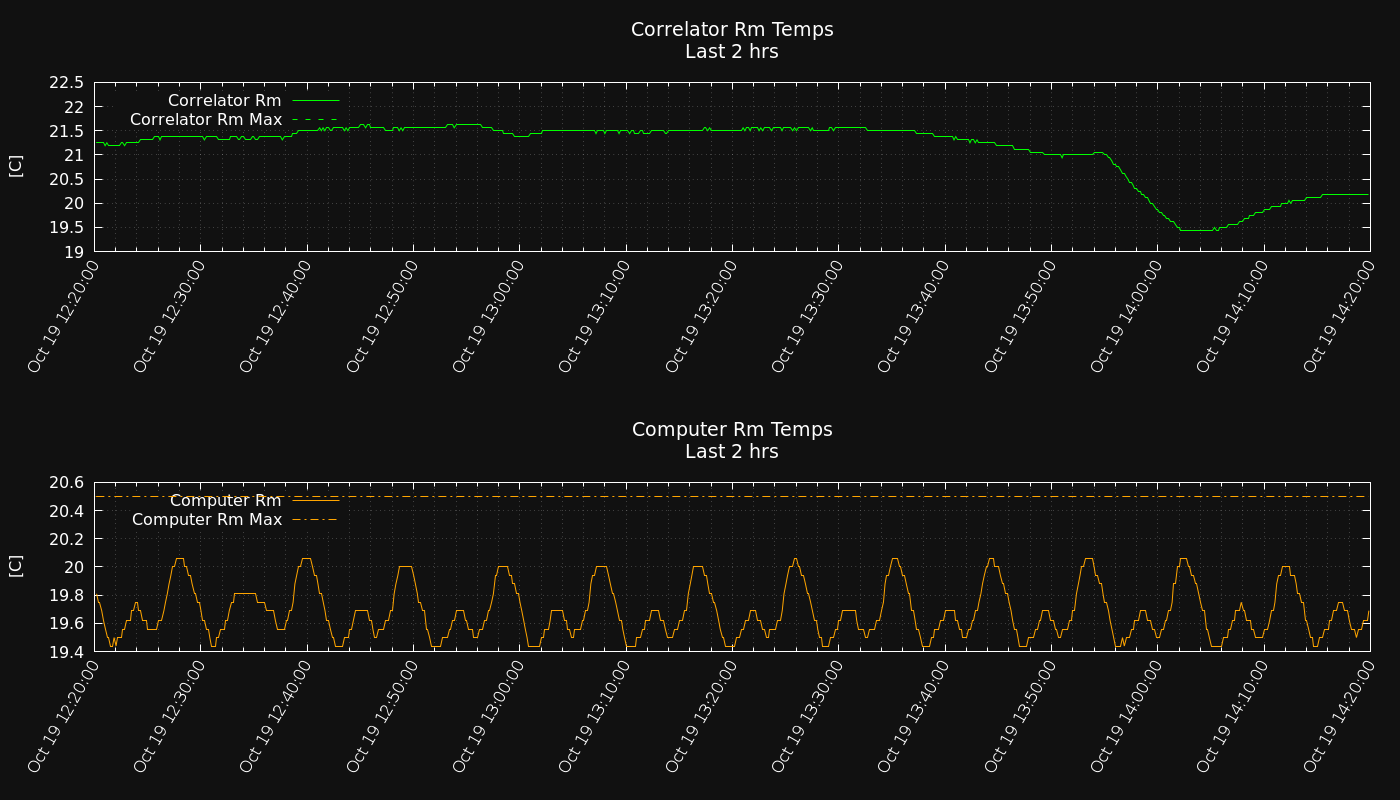 Correlator Rm Temps
Last 2 hrs
22.5
22
21.5
21
20.5
20
19.5
19
[C]
Correlator Rm
Correlator Rm Max
Oct 19 12:20:00
Oct 19 12:30:00
Oct 19 12:40:00
Oct 19 12:50:00
Oct 19 13:00:00
Oct 19 13:10:00
Oct 19 13:20:00
Oct 19 13:30:00
Oct 19 13:40:00
Oct 19 13:50:00
Oct 19 14:00:00
Oct 19 14:10:00
Oct 19 14:20:00
Computer Rm Temps
Last 2 hrs
20.6
20.4
20.2
20
19.8
19.6
19.4
[C]
Computer Rm
Computer Rm Max
Oct 19 12:20:00
Oct 19 12:30:00
Oct 19 12:40:00
Oct 19 12:50:00
Oct 19 13:00:00
Oct 19 13:10:00
Oct 19 13:20:00
Oct 19 13:30:00
Oct 19 13:40:00
Oct 19 13:50:00
Oct 19 14:00:00
Oct 19 14:10:00
Oct 19 14:20:00